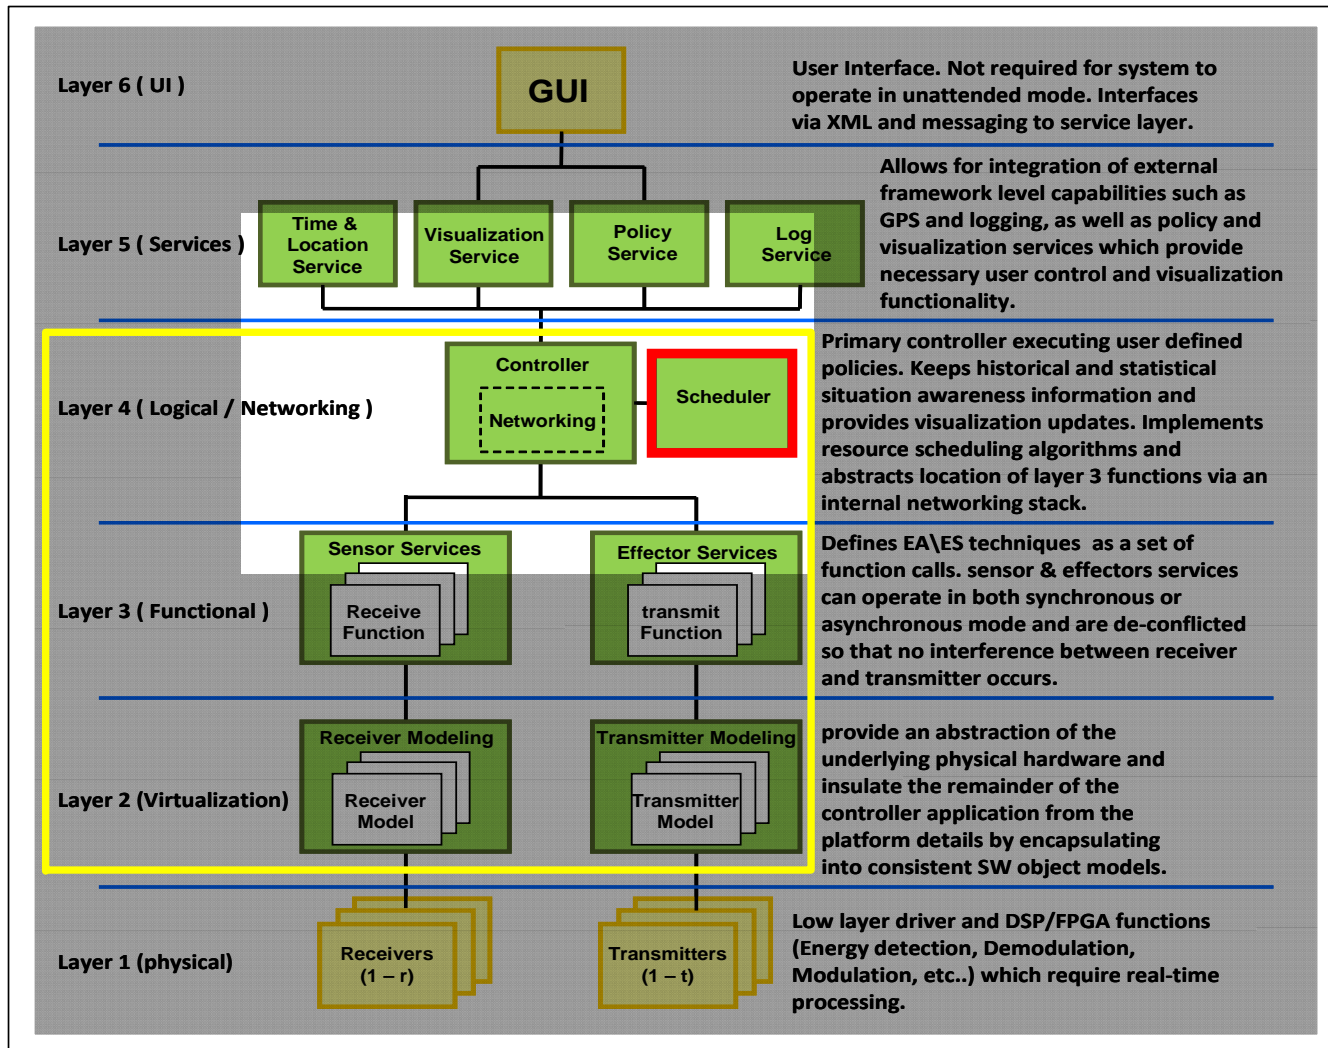 Layer 6 ( UI )
GUI
User Interface. Not required for system to
operate in unattended mode. Interfaces
via XML and messaging to service layer.
Layer 5 ( Services )
Time &
Location
Service
Visualization
Service
Policy
Service
Log
Service
Allows for integration of external
framework level capabilities such as
GPS and logging, as well as policy and
visualization services which provide
necessary user control and visualization
functionality.
Layer 4 ( Logical / Networking )
Controller
Networking
Scheduler
Primary controller executing user defined
policies. Keeps historical and statistical
situation awareness information and
provides visualization updates. Implements
resource scheduling algorithms and
abstracts location of layer 3 functions via an
internal networking stack.
Layer 3 ( Functional )
Sensor Services
Receive
Function
Effector Services
transmit
Function
Defines EA\ES techniques as a set of
function calls. sensor & effectors services
can operate in both synchronous or
asynchronous mode and are de-conflicted
so that no interference between receiver
and transmitter occurs.
Layer 2 (Virtualization)
Receiver Modeling
Receiver
Model
Transmitter Modeling
Transmitter
Model
provide an abstraction of the
underlying physical hardware and
insulate the remainder of the
controller application from the
platform details by encapsulating
into consistent SW object models.
Layer 1 (physical)
Receivers
(1 – r)
Transmitters
(1 – t)
Low layer driver and DSP/FPGA functions
(Energy detection, Demodulation,
Modulation, etc..) which require real-time
processing.